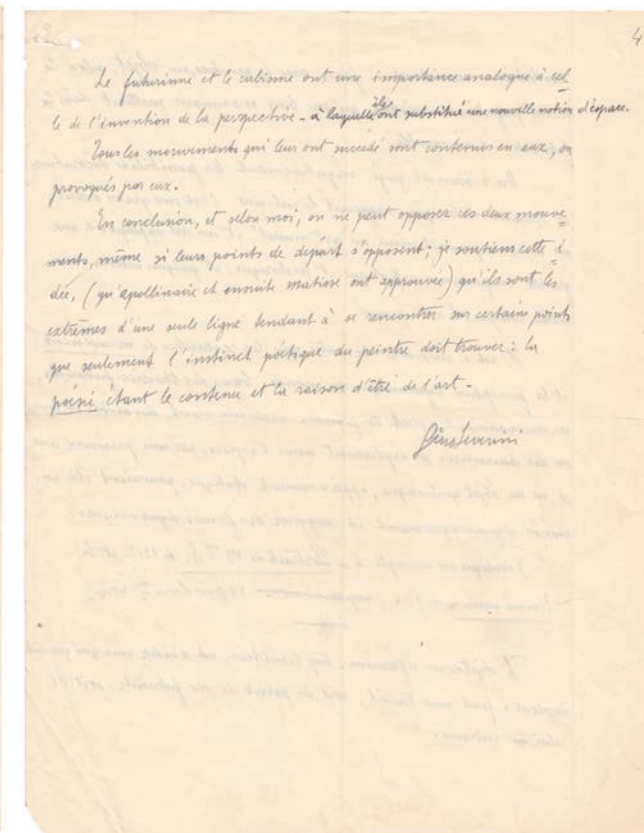 4
Le futurisme et le cubisme ont une importance analogue à cel
le de l'invention de la perspective - à laquelle ils ont substitué une nouvelle notion d'espace.
Tous les mouvements qui leur ont succédé sont contenus en eux, ou
provoqués par eux.
En conclusion, et selon moi, on ne peut opposer ces deux mouve
ments, même si leurs points de départ s'opposent; je soutiens cette i
dée, (qu'apollinaire et ensuite matisse ont approuvée) qu'ils sont les
extrêmes d'une seule ligne tendant à se rencontrer sur certains points
que seulement l'instinct poétique du peintre doit trouver: la
poésie étant le contenu et la raison d'être de l'art -
Gino Severini